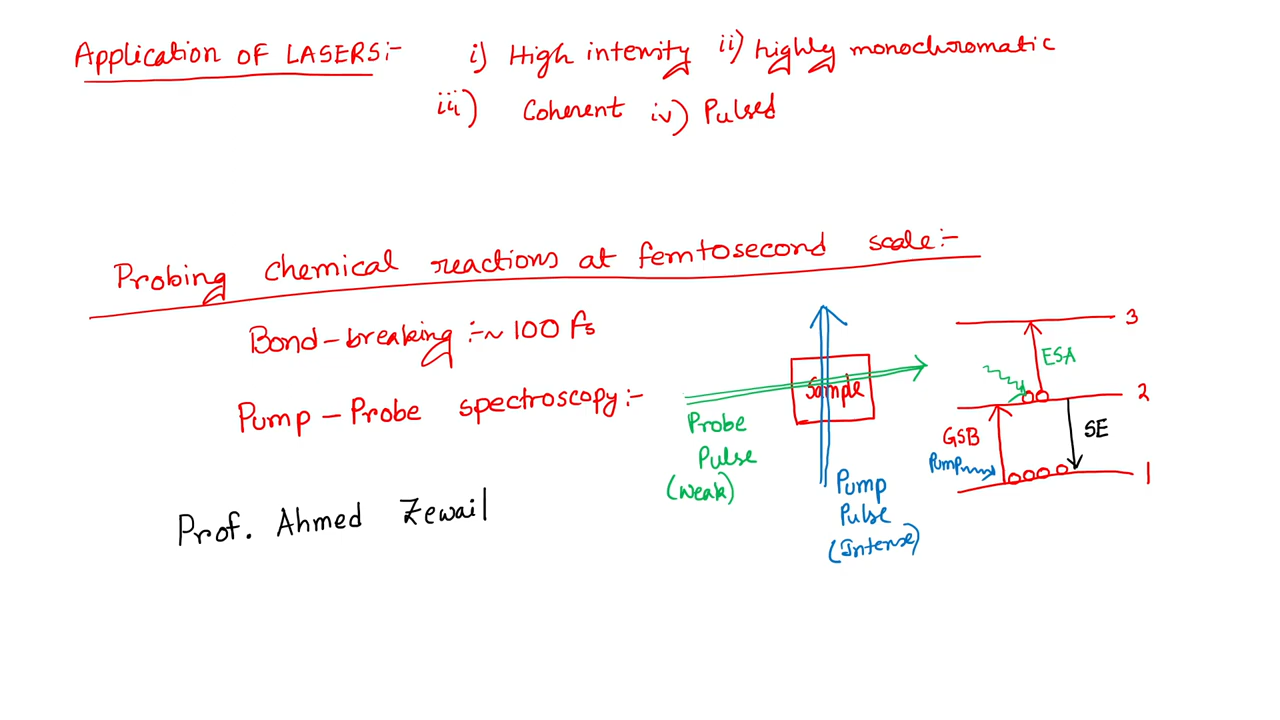 Application OF LASERS:- i) High intensity ii) highly monochromatic
iii) Coherent iv) Pulsed
Probing chemical reactions at femtosecond scale:-
Bond-breaking :- ~ 100 fs
Pump - Probe spectroscopy:-
Prof. Ahmed Zewail
Sample
Probe
Pulse
(weak)
Pump
Pulse
(Intense)
3
ESA
2
GSB
SE
Pump
1